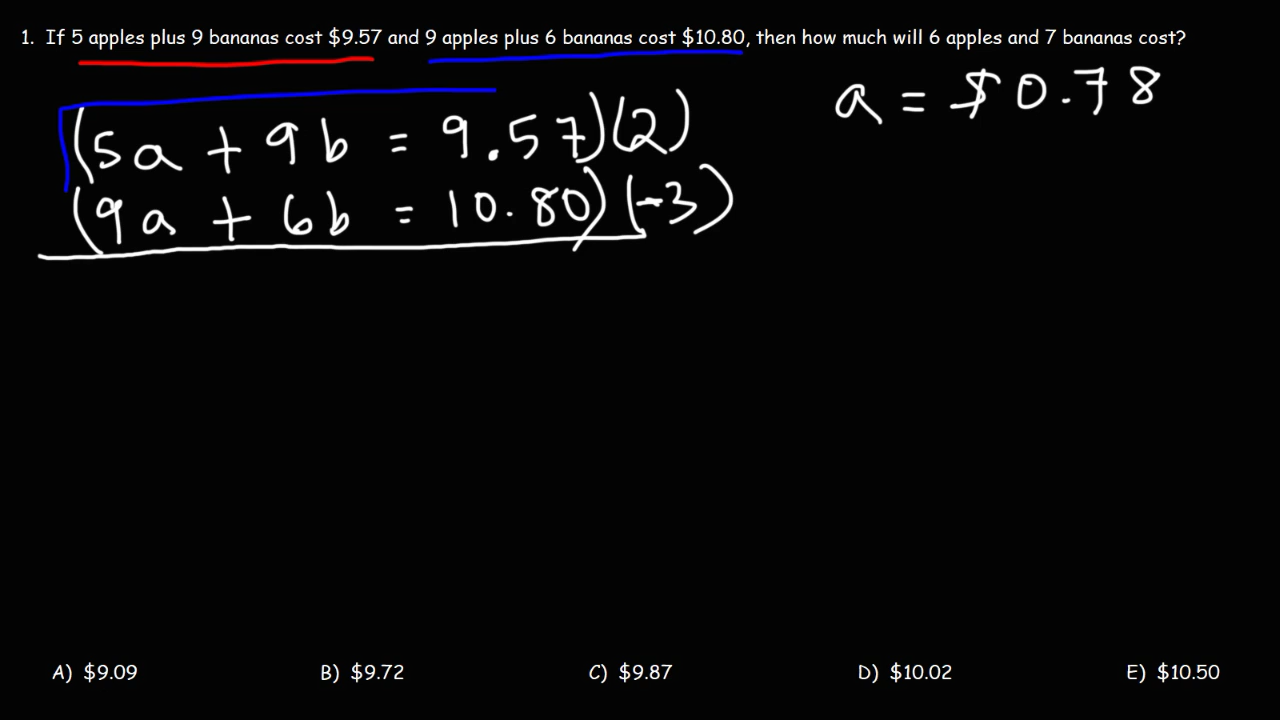 1. If 5 apples plus 9 bananas cost $9.57 and 9 apples plus 6 bananas cost $10.80, then how much will 6 apples and 7 bananas cost?
a = $0.78
(5a + 9b = 9.57)(2)
(9a + 6b = 10.80)(-3)
A) $9.09 B) $9.72 C) $9.87 D) $10.02 E) $10.50